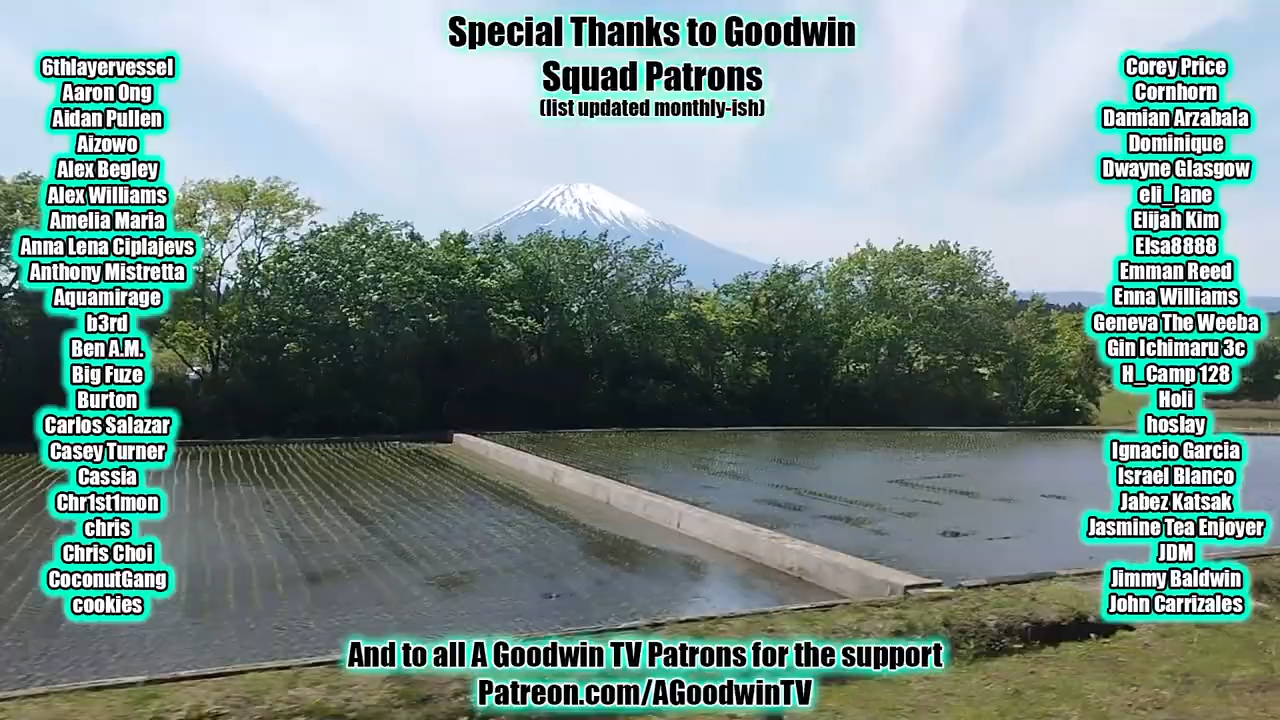 Special Thanks to Goodwin
Squad Patrons
(list updated monthly-ish)
6thlayervessel
Aaron Ong
Aidan Pullen
Aizowo
Alex Begley
Alex Williams
Amelia Maria
Anna Lena Ciplajevs
Anthony Mistretta
Aquamirage
b3rd
Ben A.M.
Big Fuze
Burton
Carlos Salazar
Casey Turner
Cassia
Chr1st1mon
chris
Chris Choi
CoconutGang
cookies
Corey Price
Cornhorn
Damian Arzabala
Dominique
Dwayne Glasgow
eli_lane
Elijah Kim
Elsa8888
Emman Reed
Enna Williams
Geneva The Weeba
Gin Ichimaru 3c
H_Camp 128
Holi
hoslay
Ignacio Garcia
Israel Blanco
Jabez Katsak
Jasmine Tea Enjoyer
JDM
Jimmy Baldwin
John Carrizales
And to all A Goodwin TV Patrons for the support
Patreon.com/AGoodwinTV